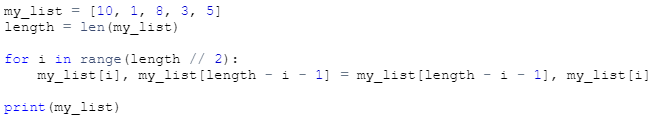 my_list = [10, 1, 8, 3, 5]
length = len(my_list)

for i in range(length // 2):
    my_list[i], my_list[length - i - 1] = my_list[length - i - 1], my_list[i]

print(my_list)